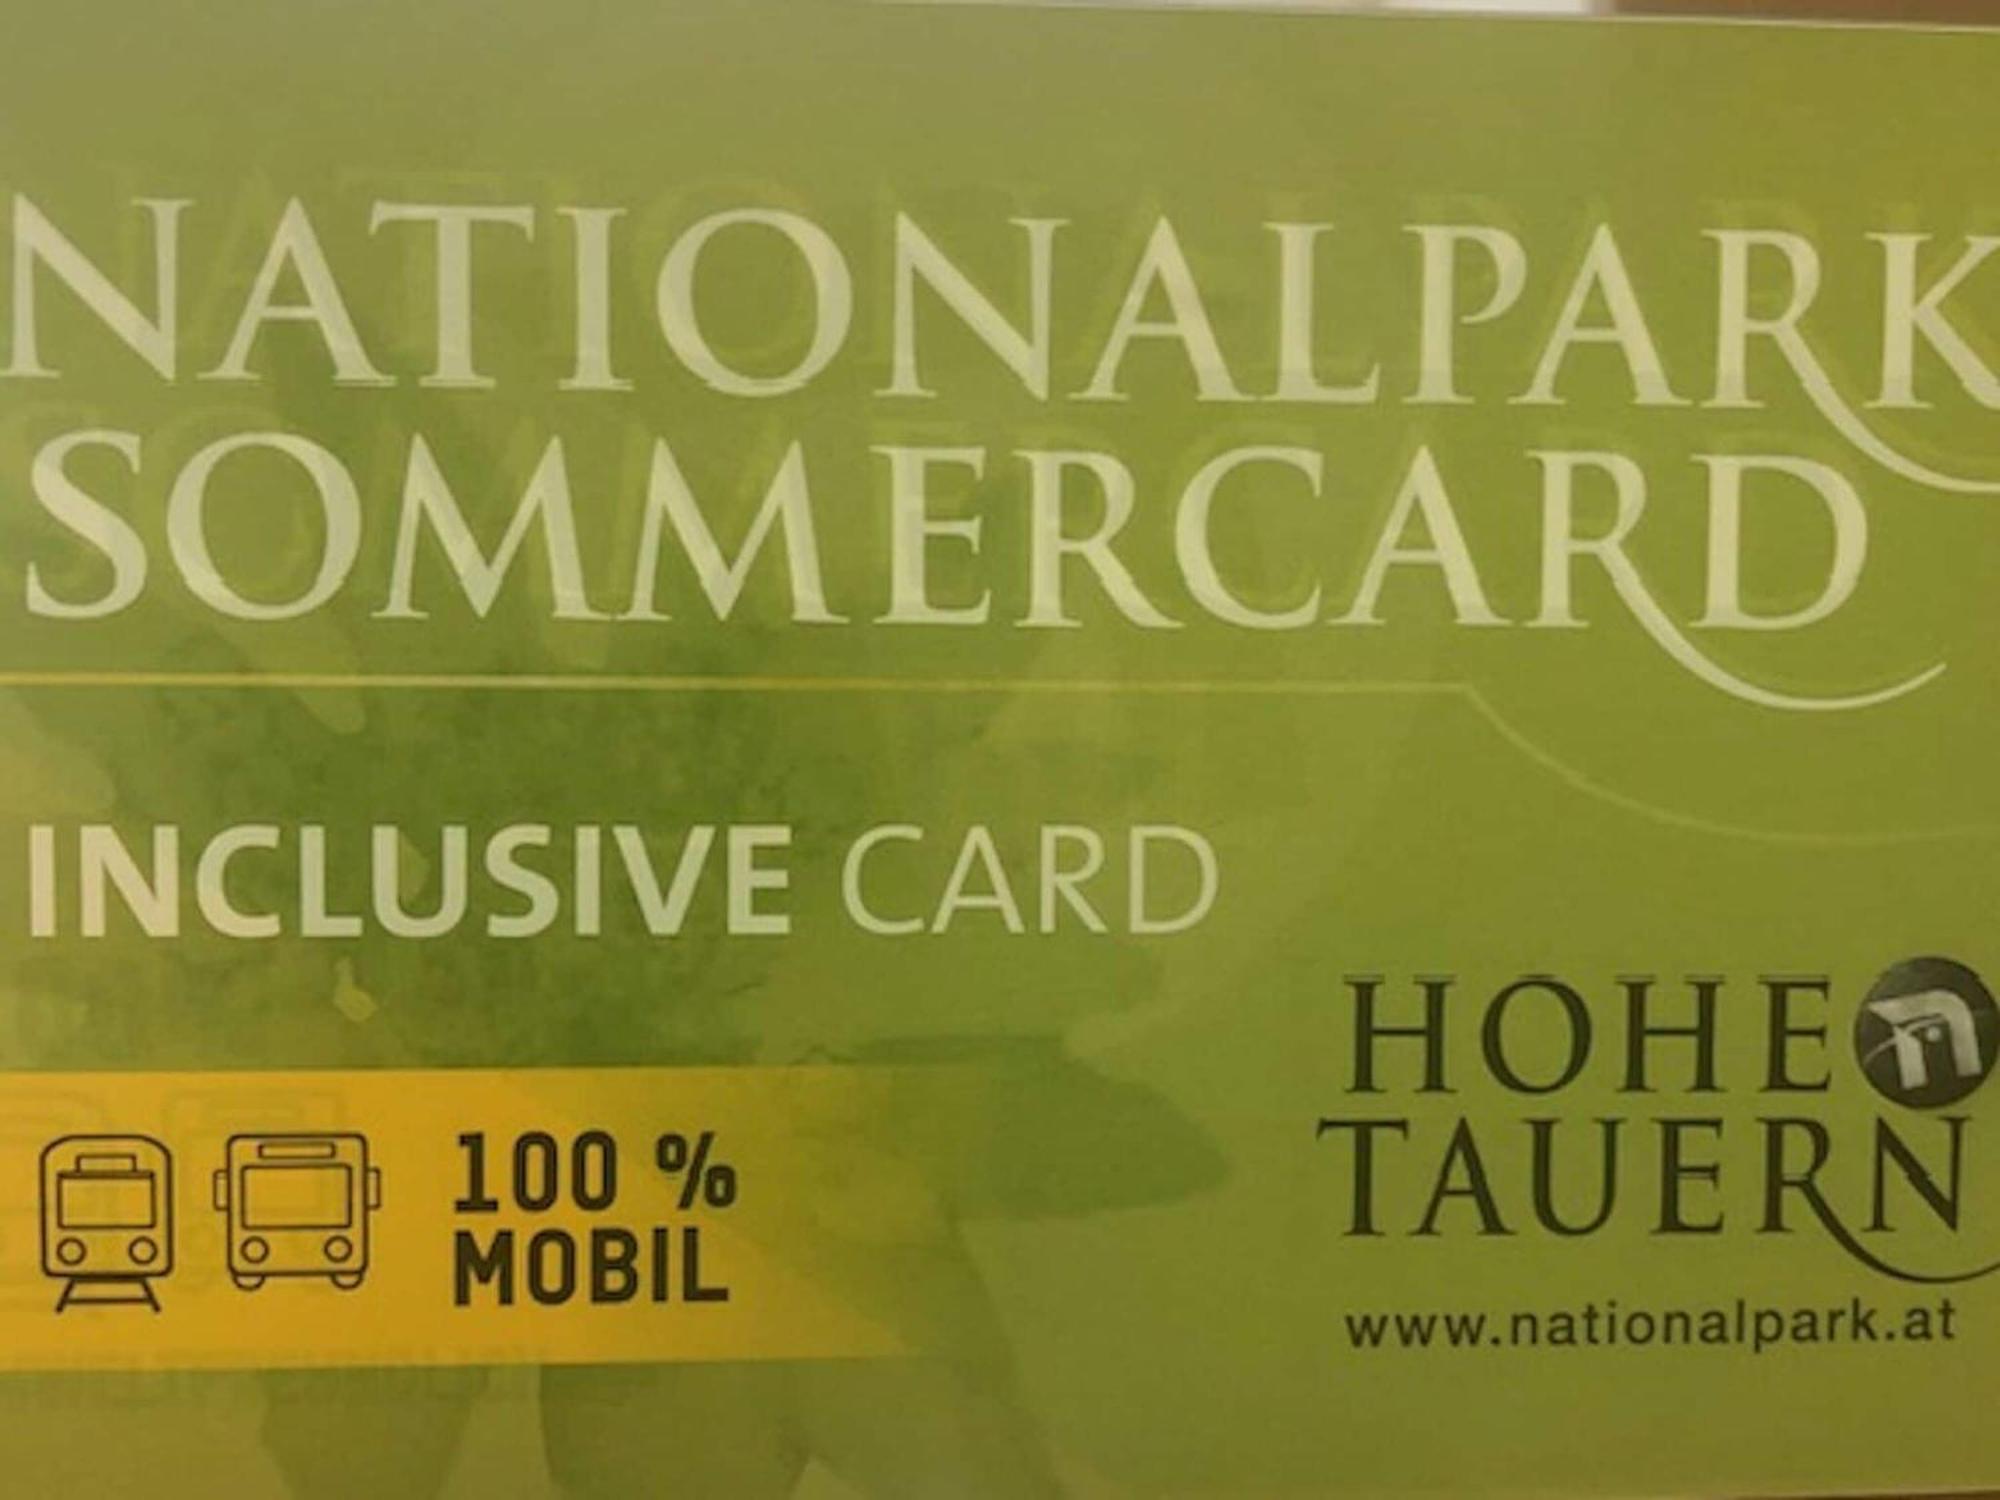 NATIONALPARK
SOMMERCARD
INCLUSIVE CARD
HOHE
TAUERN
100 %
MOBIL
www.nationalpark.at